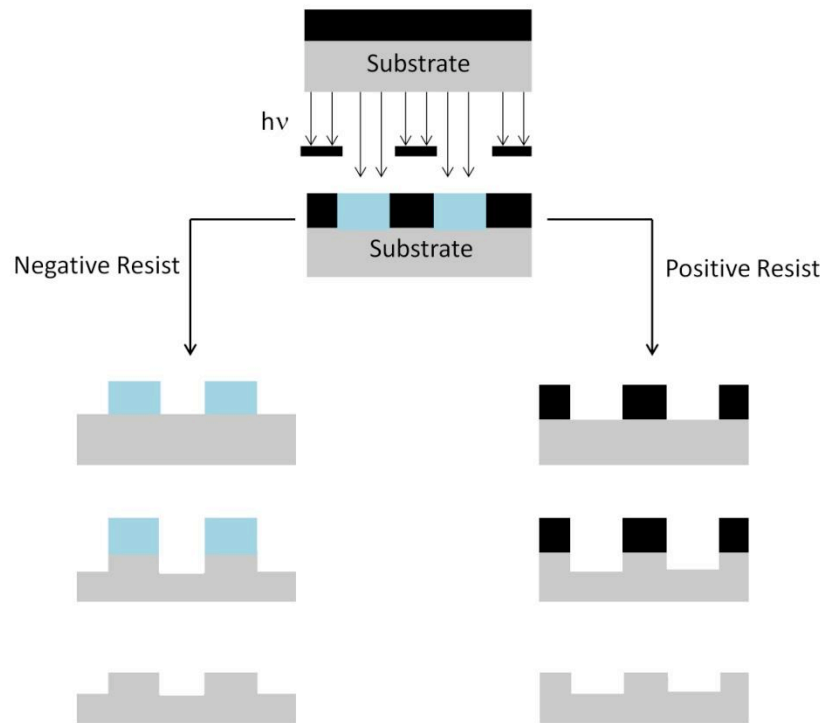 Substrate
hν
Substrate
Negative Resist
Positive Resist